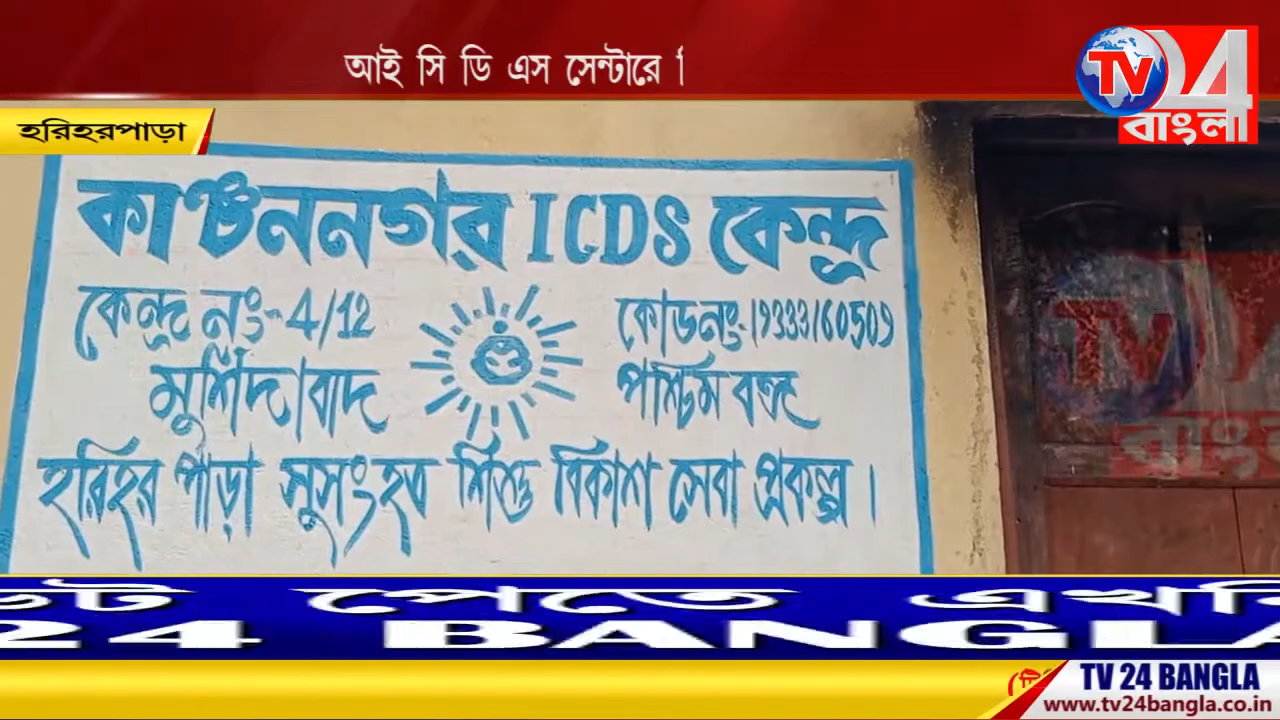 আই সি ডি এস সেন্টারে
TV 24
বাংলা
হরিহরপাড়া
কাঞ্চননগর ICDS কেন্দ্র
কেন্দ্র নং-4/12
কোড নং-19333160509
মুর্শিদাবাদ
পশ্চিম বঙ্গ
হরিহর পাড়া সুসংহত শিশু বিকাশ সেবা প্রকল্প।
পেতে
24 BANGLA
TV 24 BANGLA
www.tv24bangla.co.in